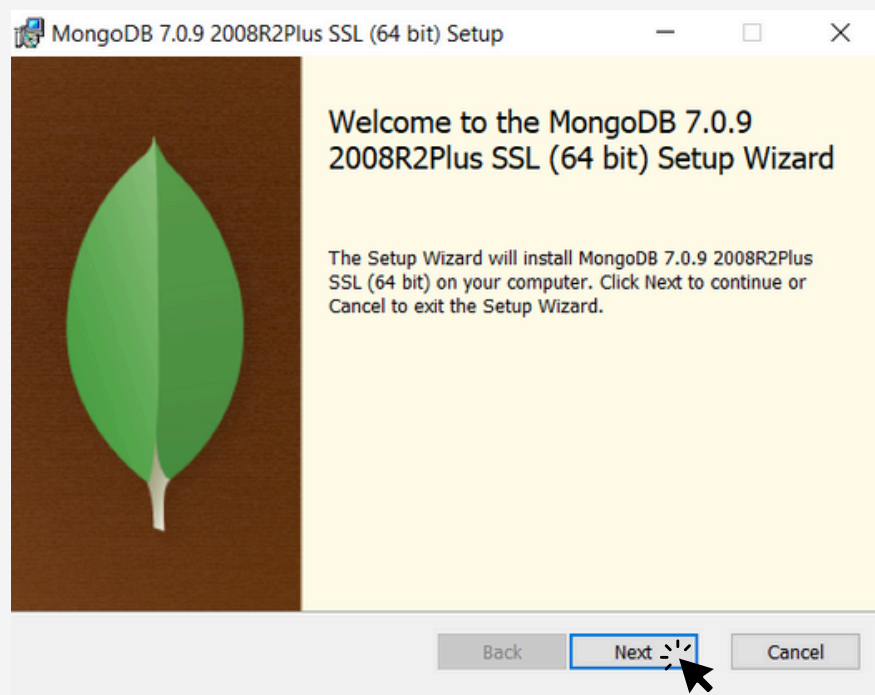 MongoDB 7.0.9 2008R2Plus SSL (64 bit) Setup
Welcome to the MongoDB 7.0.9
2008R2Plus SSL (64 bit) Setup Wizard
The Setup Wizard will install MongoDB 7.0.9 2008R2Plus
SSL (64 bit) on your computer. Click Next to continue or
Cancel to exit the Setup Wizard.
Back
Next
Cancel